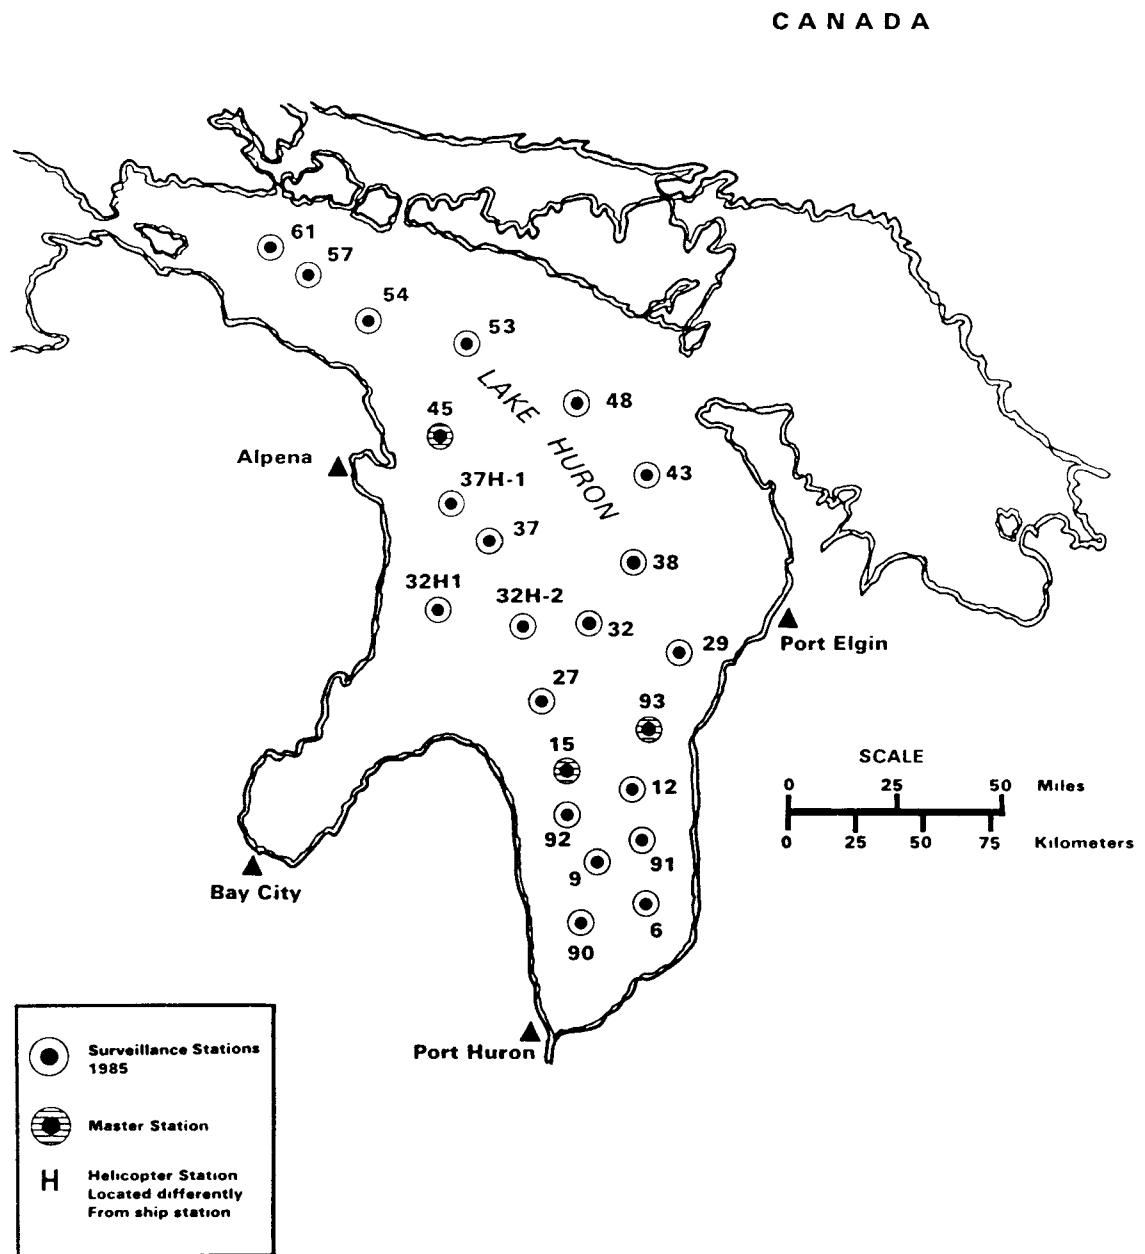 CANADA
61
57
54
53
LAKE HURON
48
45
Alpena
43
37H-1
37
38
32H1
32H-2
32
Port Elgin
29
27
93
15
SCALE
0 25 50 Miles
12
92
0 25 50 75 Kilometers
91
9
Bay City
6
90
Port Huron
Surveillance Stations
1985
Master Station
H
Helicopter Station
Located differently
From ship station